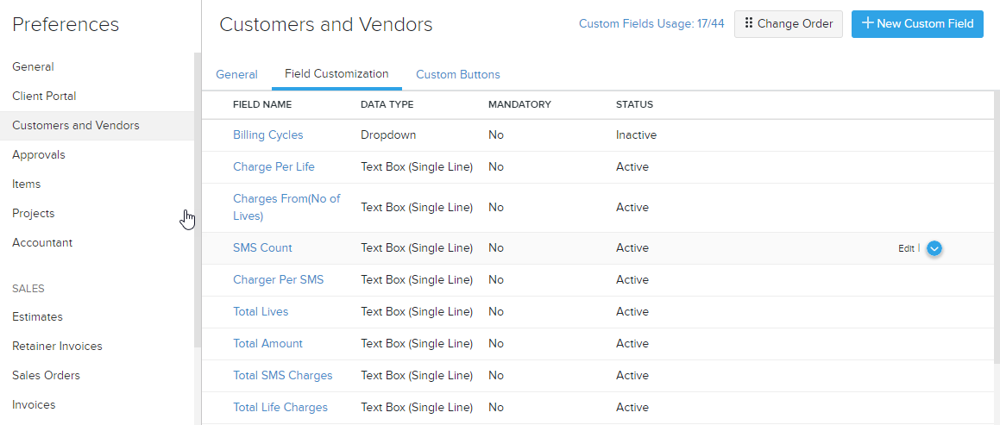 Preferences
General
Client Portal
Customers and Vendors
Approvals
Items
Projects
Accountant
SALES
Estimates
Retainer Invoices
Sales Orders
Invoices
Customers and Vendors
Custom Fields Usage: 17/44
Change Order
New Custom Field
General Field Customization Custom Buttons
FIELD NAME DATA TYPE MANDATORY STATUS
Billing Cycles Dropdown No Inactive
Charge Per Life Text Box (Single Line) No Active
Charges From(No of
Lives) Text Box (Single Line) No Active
SMS Count Text Box (Single Line) No Active Edit |
Charger Per SMS Text Box (Single Line) No Active
Total Lives Text Box (Single Line) No Active
Total Amount Text Box (Single Line) No Active
Total SMS Charges Text Box (Single Line) No Active
Total Life Charges Text Box (Single Line) No Active